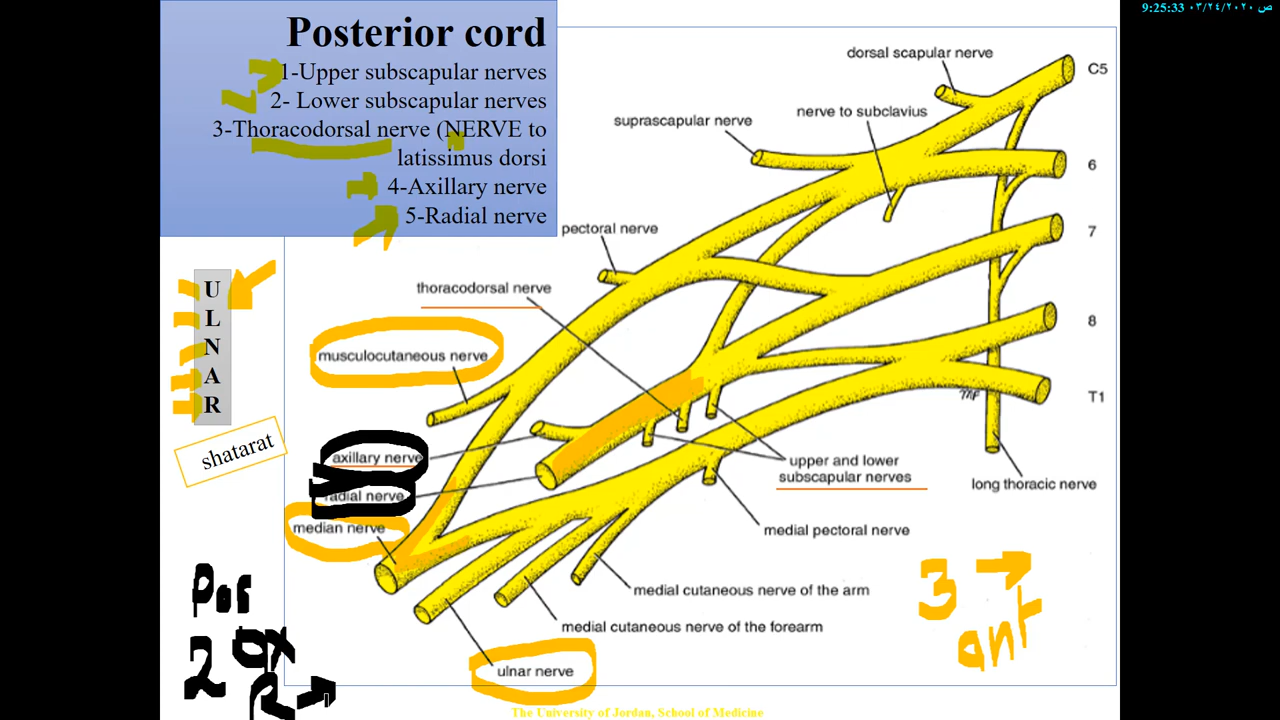 9:25:33 ٠٣/٢٤/٢٠٢٠ ص
Posterior cord
1-Upper subscapular nerves
2- Lower subscapular nerves
3-Thoracodorsal nerve (NERVE to
latissimus dorsi
4-Axillary nerve
5-Radial nerve
U
L
N
A
R
shatarat
dorsal scapular nerve
C5
nerve to subclavius
suprascapular nerve
6
pectoral nerve
7
thoracodorsal nerve
8
musculocutaneous nerve
T1
axillary nerve
upper and lower
subscapular nerves
long thoracic nerve
radial nerve
median nerve
medial pectoral nerve
medial cutaneous nerve of the arm
medial cutaneous nerve of the forearm
ulnar nerve
3
ant
2
R
The University of Jordan, School of Medicine